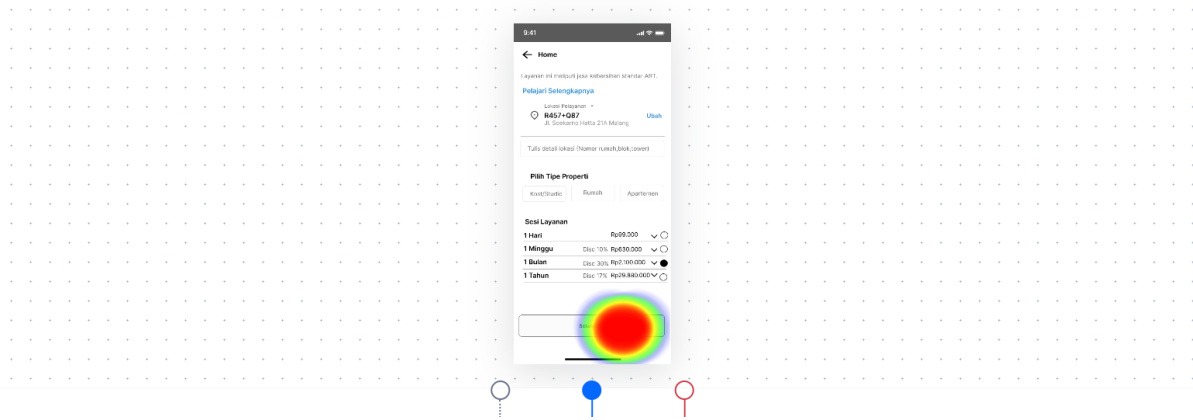 9:41
Home
Layanan ini meliputi jasa kebersihan standar ART.
Pelajari Selengkapnya
Lokasi Pelayanan
R457+Q87
Jl. Soekarno Hatta 21A Malang
Ubah
Tulis detail lokasi (Nomor rumah,blok,tower)
Pilih Tipe Properti
Kost/Studio Rumah Apartemen
Sesi Layanan
1 Hari Rp99.000
1 Minggu Disc 10% Rp630.000
1 Bulan Disc 30% Rp2.100.000
1 Tahun Disc 17% Rp29.880.000